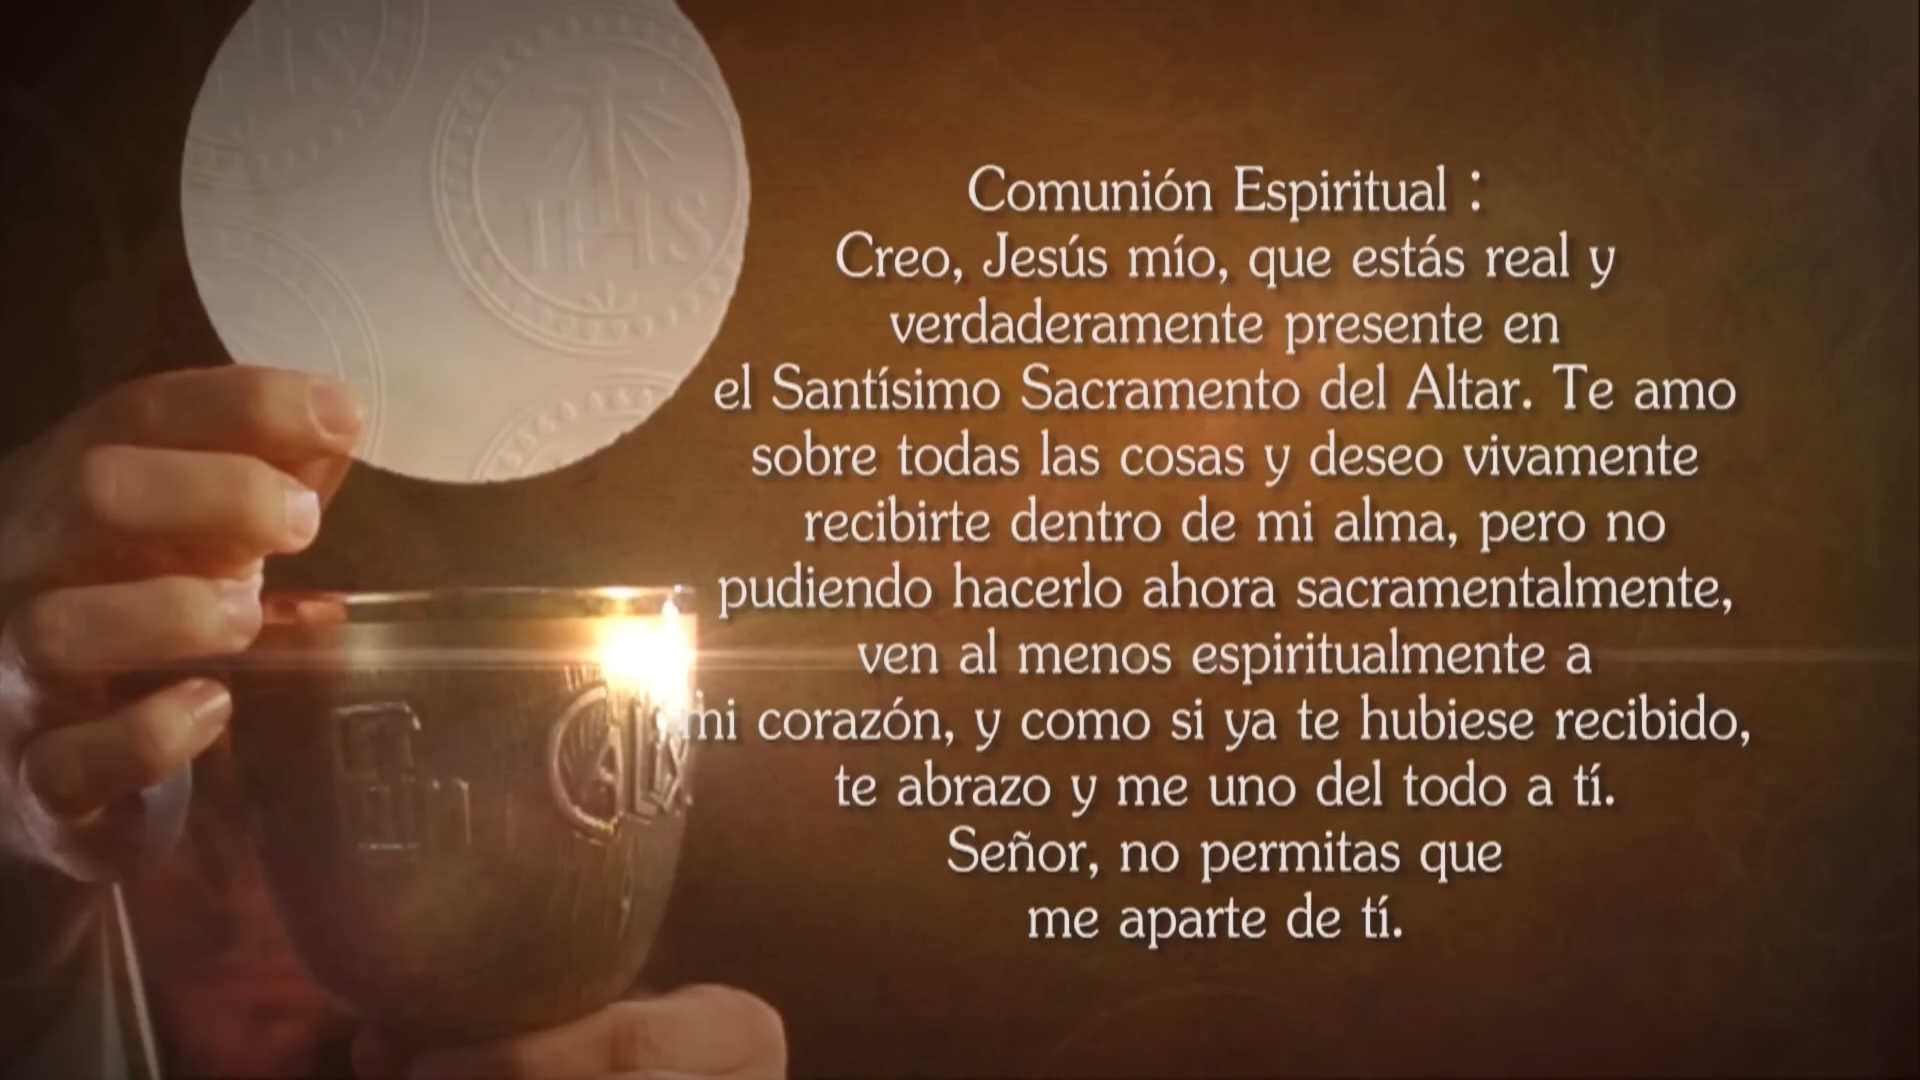 IHS
Comunión Espiritual :
Creo, Jesús mío, que estás real y
verdaderamente presente en
el Santísimo Sacramento del Altar. Te amo
sobre todas las cosas y deseo vivamente
recibirte dentro de mi alma, pero no
pudiendo hacerlo ahora sacramentalmente,
ven al menos espiritualmente a
mi corazón, y como si ya te hubiese recibido,
te abrazo y me uno del todo a tí.
Señor, no permitas que
me aparte de tí.
CALIX